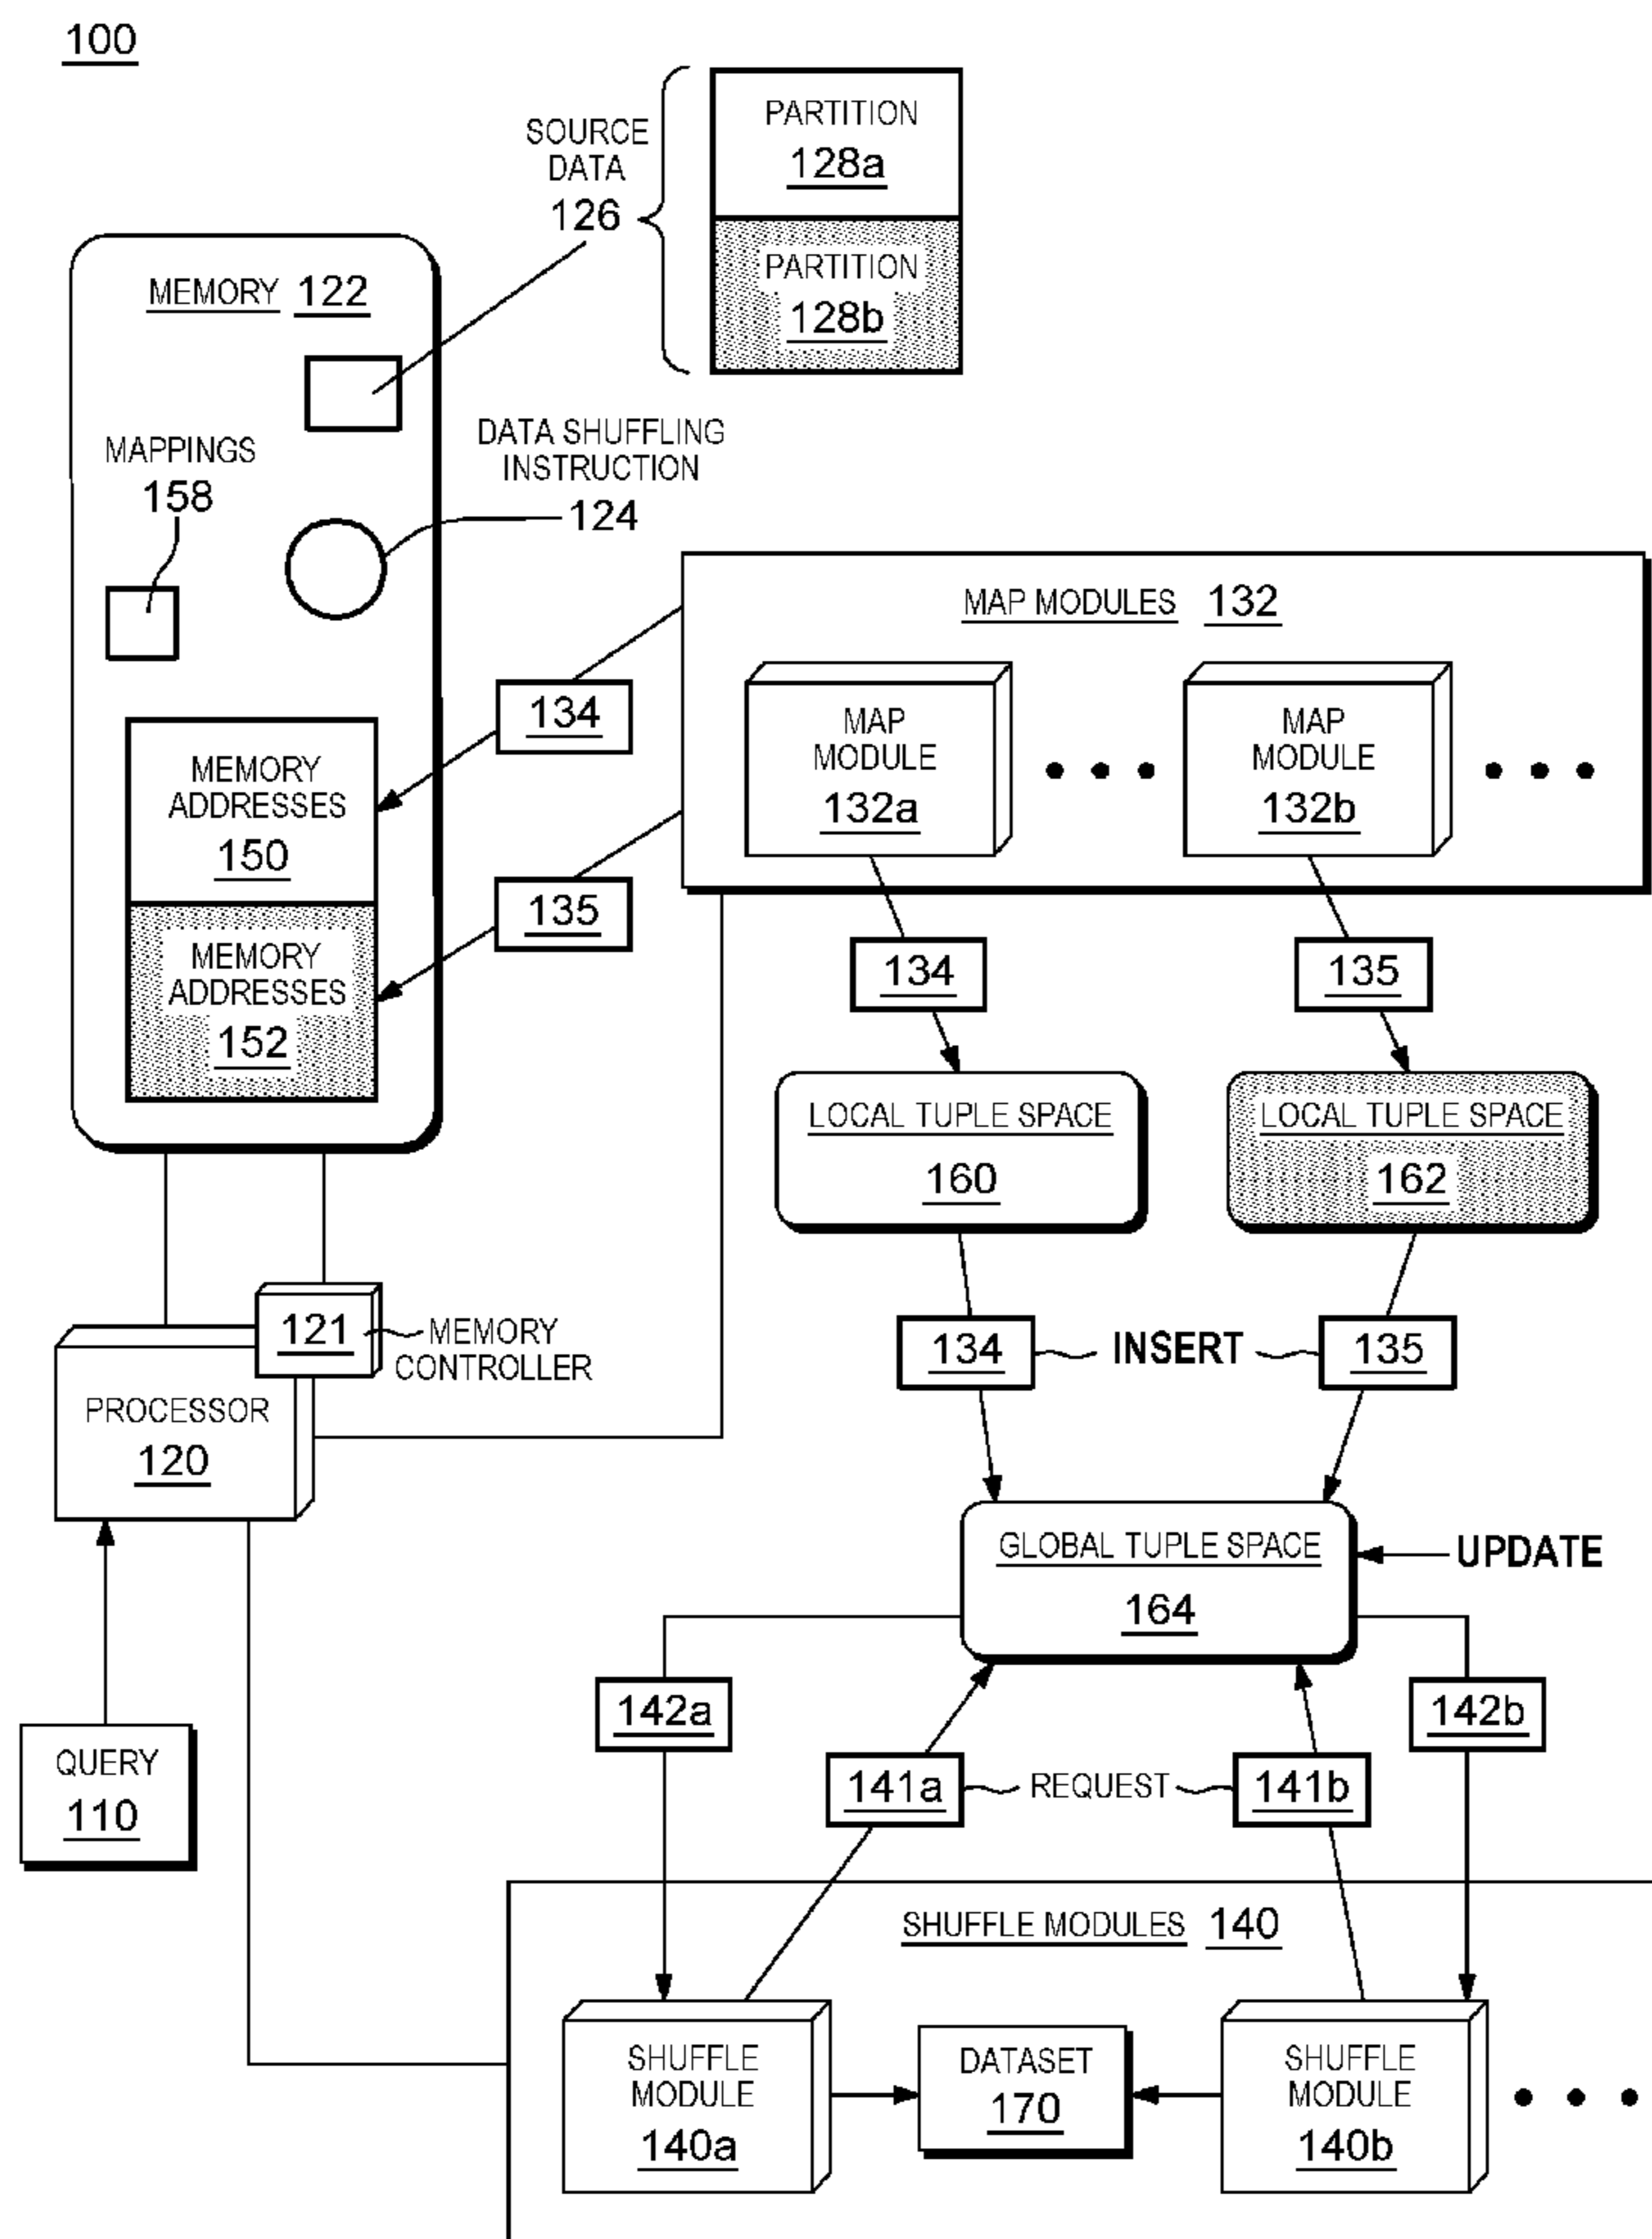 100
SOURCE
DATA
126
PARTITION
128a
PARTITION
128b
MEMORY 122
MAPPINGS
158
DATA SHUFFLING
INSTRUCTION
124
MEMORY
ADDRESSES
150
MEMORY
ADDRESSES
152
134
135
MAP MODULES 132
MAP
MODULE
132a
MAP
MODULE
132b
134
135
LOCAL TUPLE SPACE
160
LOCAL TUPLE SPACE
162
121
MEMORY
CONTROLLER
PROCESSOR
120
134
INSERT
135
GLOBAL TUPLE SPACE
164
UPDATE
142a
142b
141a
REQUEST
141b
QUERY
110
SHUFFLE MODULES 140
SHUFFLE
MODULE
140a
DATASET
170
SHUFFLE
MODULE
140b